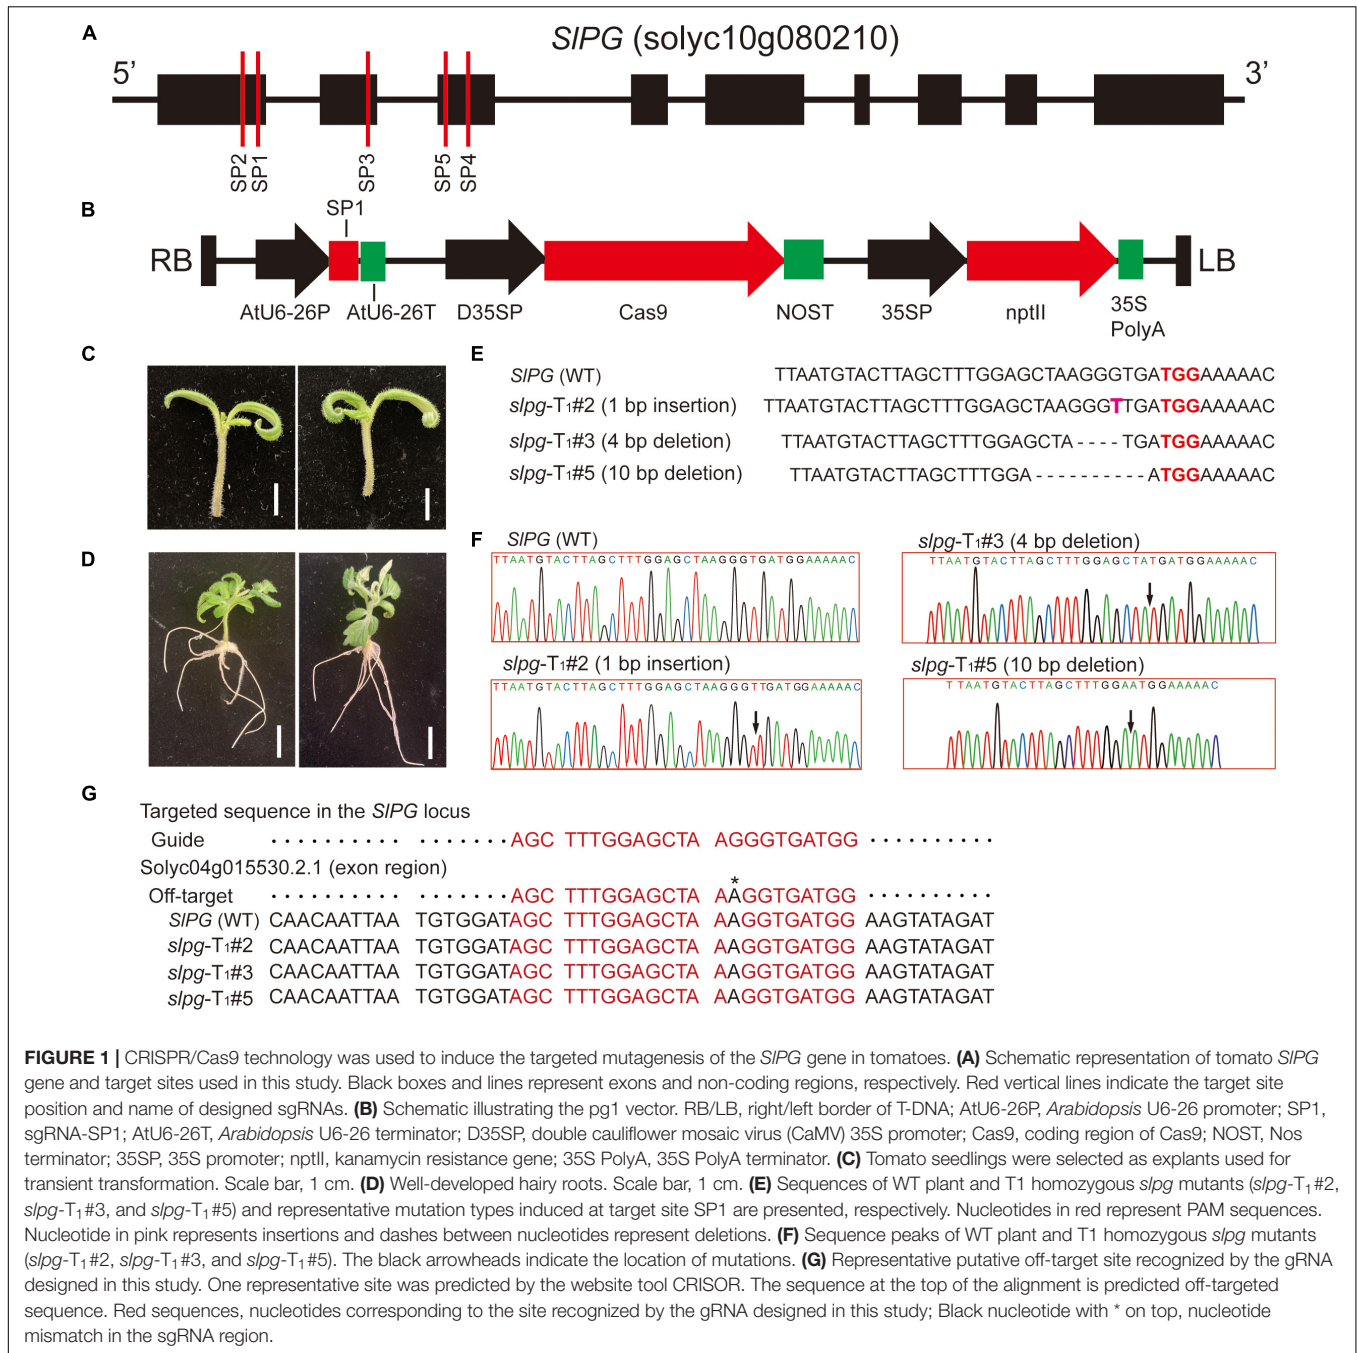 A
SlPG (solyc10g080210)
5’
3’
SP2
SP1
SP3
SP5
SP4
B
SP1
RB
LB
AtU6-26P
AtU6-26T
D35SP
Cas9
NOST
35SP
nptII
35S
PolyA
C
D
E
SlPG (WT) TTAATGTACTTAGCTTTGGAGCTAAGGGTGATGGAAAAAC
slpg-T1#2 (1 bp insertion) TTAATGTACTTAGCTTTGGAGCTAAGGGTTGATGGAAAAAC
slpg-T1#3 (4 bp deletion) TTAATGTACTTAGCTTTGGAGCTA - - - - TGATGGAAAAAC
slpg-T1#5 (10 bp deletion) TTAATGTACTTAGCTTTGGA - - - - - - - - - - ATGGAAAAAC
F
SlPG (WT)
TTAATGTACTTAGCTTTGGAGCTAAGGGTGATGGAAAAAC
slpg-T1#3 (4 bp deletion)
TTAATGTACTTAGCTTTGGAGCTATGATGGAAAAAC
slpg-T1#2 (1 bp insertion)
TTAATGTACTTAGCTTTGGAGCTAAGGGTTGATGGAAAAAC
slpg-T1#5 (10 bp deletion)
TTAATGTACTTAGCTTTGGAATGGAAAAAC
G
Targeted sequence in the SlPG locus
Guide · · · · · · · · · · · · · · · · · AGC TTTGGAGCTA AGGGTGATGG · · · · · · · · · ·
Solyc04g015530.2.1 (exon region)
*
Off-target · · · · · · · · · · · · · · · · · AGC TTTGGAGCTA AAGGTGATGG · · · · · · · · · ·
SlPG (WT) CAACAATTAA TGTGGATAGC TTTGGAGCTA AAGGTGATGG AAGTATAGAT
slpg-T1#2 CAACAATTAA TGTGGATAGC TTTGGAGCTA AAGGTGATGG AAGTATAGAT
slpg-T1#3 CAACAATTAA TGTGGATAGC TTTGGAGCTA AAGGTGATGG AAGTATAGAT
slpg-T1#5 CAACAATTAA TGTGGATAGC TTTGGAGCTA AAGGTGATGG AAGTATAGAT
FIGURE 1 | CRISPR/Cas9 technology was used to induce the targeted mutagenesis of the SlPG gene in tomatoes. (A) Schematic representation of tomato SlPG
gene and target sites used in this study. Black boxes and lines represent exons and non-coding regions, respectively. Red vertical lines indicate the target site
position and name of designed sgRNAs. (B) Schematic illustrating the pg1 vector. RB/LB, right/left border of T-DNA; AtU6-26P, Arabidopsis U6-26 promoter; SP1,
sgRNA-SP1; AtU6-26T, Arabidopsis U6-26 terminator; D35SP, double cauliflower mosaic virus (CaMV) 35S promoter; Cas9, coding region of Cas9; NOST, Nos
terminator; 35SP, 35S promoter; nptII, kanamycin resistance gene; 35S PolyA, 35S PolyA terminator. (C) Tomato seedlings were selected as explants used for
transient transformation. Scale bar, 1 cm. (D) Well-developed hairy roots. Scale bar, 1 cm. (E) Sequences of WT plant and T1 homozygous slpg mutants (slpg-T1#2,
slpg-T1#3, and slpg-T1#5) and representative mutation types induced at target site SP1 are presented, respectively. Nucleotides in red represent PAM sequences.
Nucleotide in pink represents insertions and dashes between nucleotides represent deletions. (F) Sequence peaks of WT plant and T1 homozygous slpg mutants
(slpg-T1#2, slpg-T1#3, and slpg-T1#5). The black arrowheads indicate the location of mutations. (G) Representative putative off-target site recognized by the gRNA
designed in this study. One representative site was predicted by the website tool CRISOR. The sequence at the top of the alignment is predicted off-targeted
sequence. Red sequences, nucleotides corresponding to the site recognized by the gRNA designed in this study; Black nucleotide with * on top, nucleotide
mismatch in the sgRNA region.